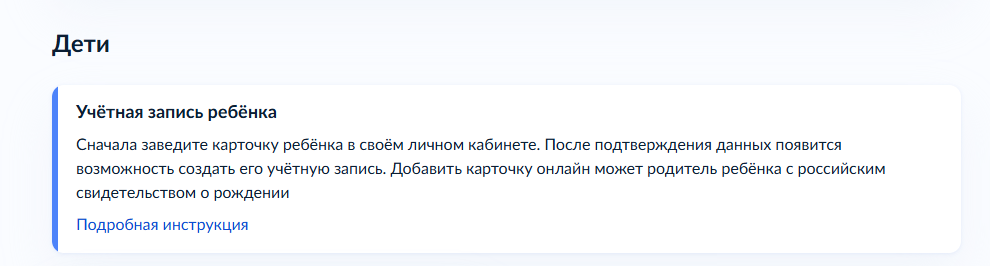 Дети
Учётная запись ребёнка
Сначала заведите карточку ребёнка в своём личном кабинете. После подтверждения данных появится
возможность создать его учётную запись. Добавить карточку онлайн может родитель ребёнка с российским
свидетельством о рождении
Подробная инструкция